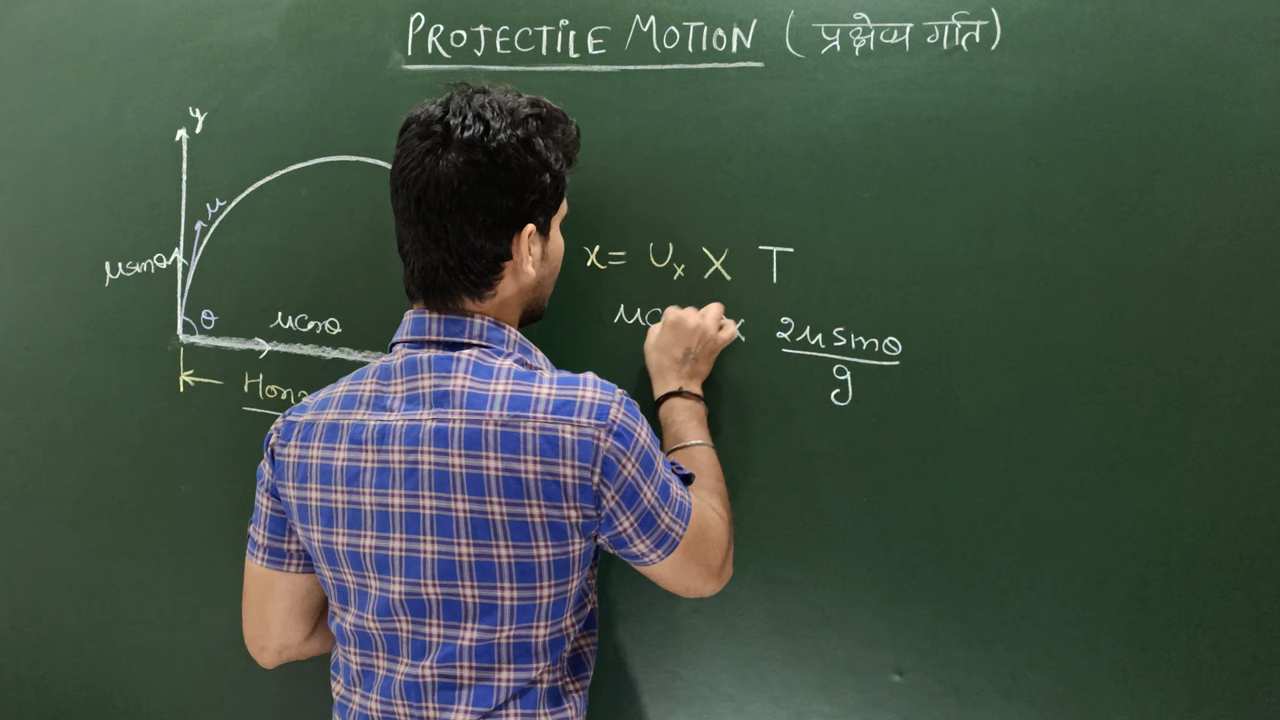 PROJECTILE MOTION (प्रक्षेप्य गति)
y
u
usinθ
θ
ucosθ
x = Ux X T
x 2usinθ/g